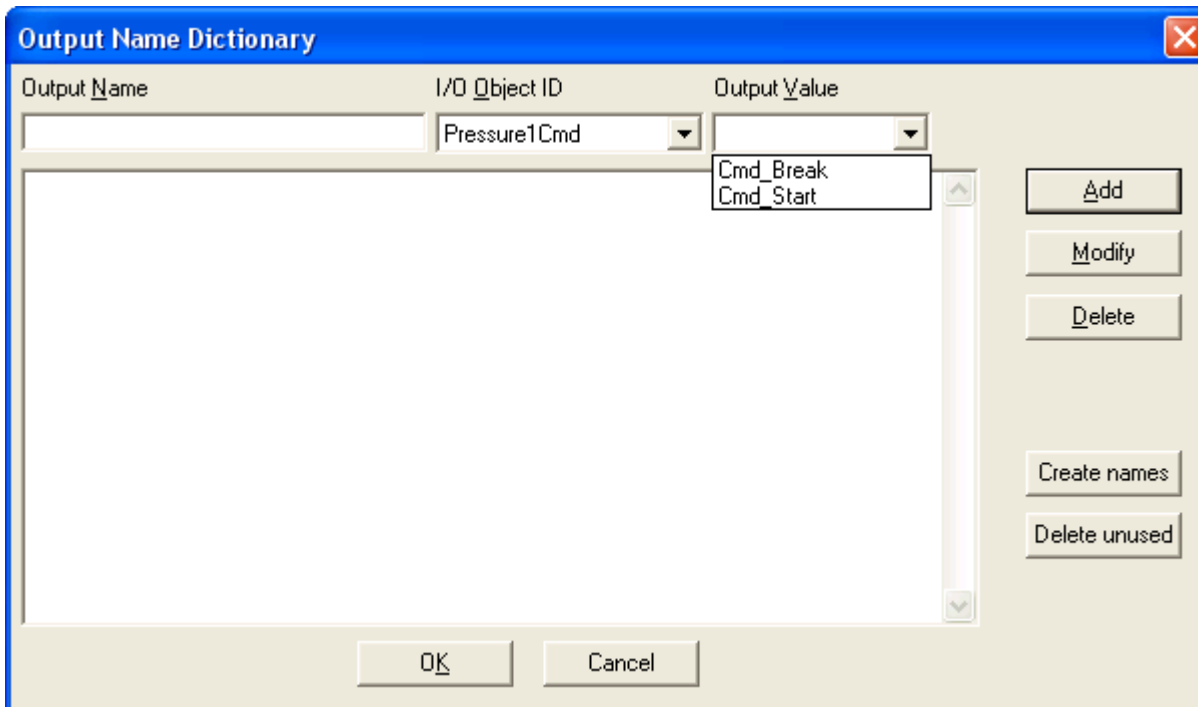 Output Name Dictionary
Output Name I/O Object ID Output Value
Pressure1Cmd
Cmd_Break
Cmd_Start
Add
Modify
Delete
Create names
Delete unused
OK Cancel